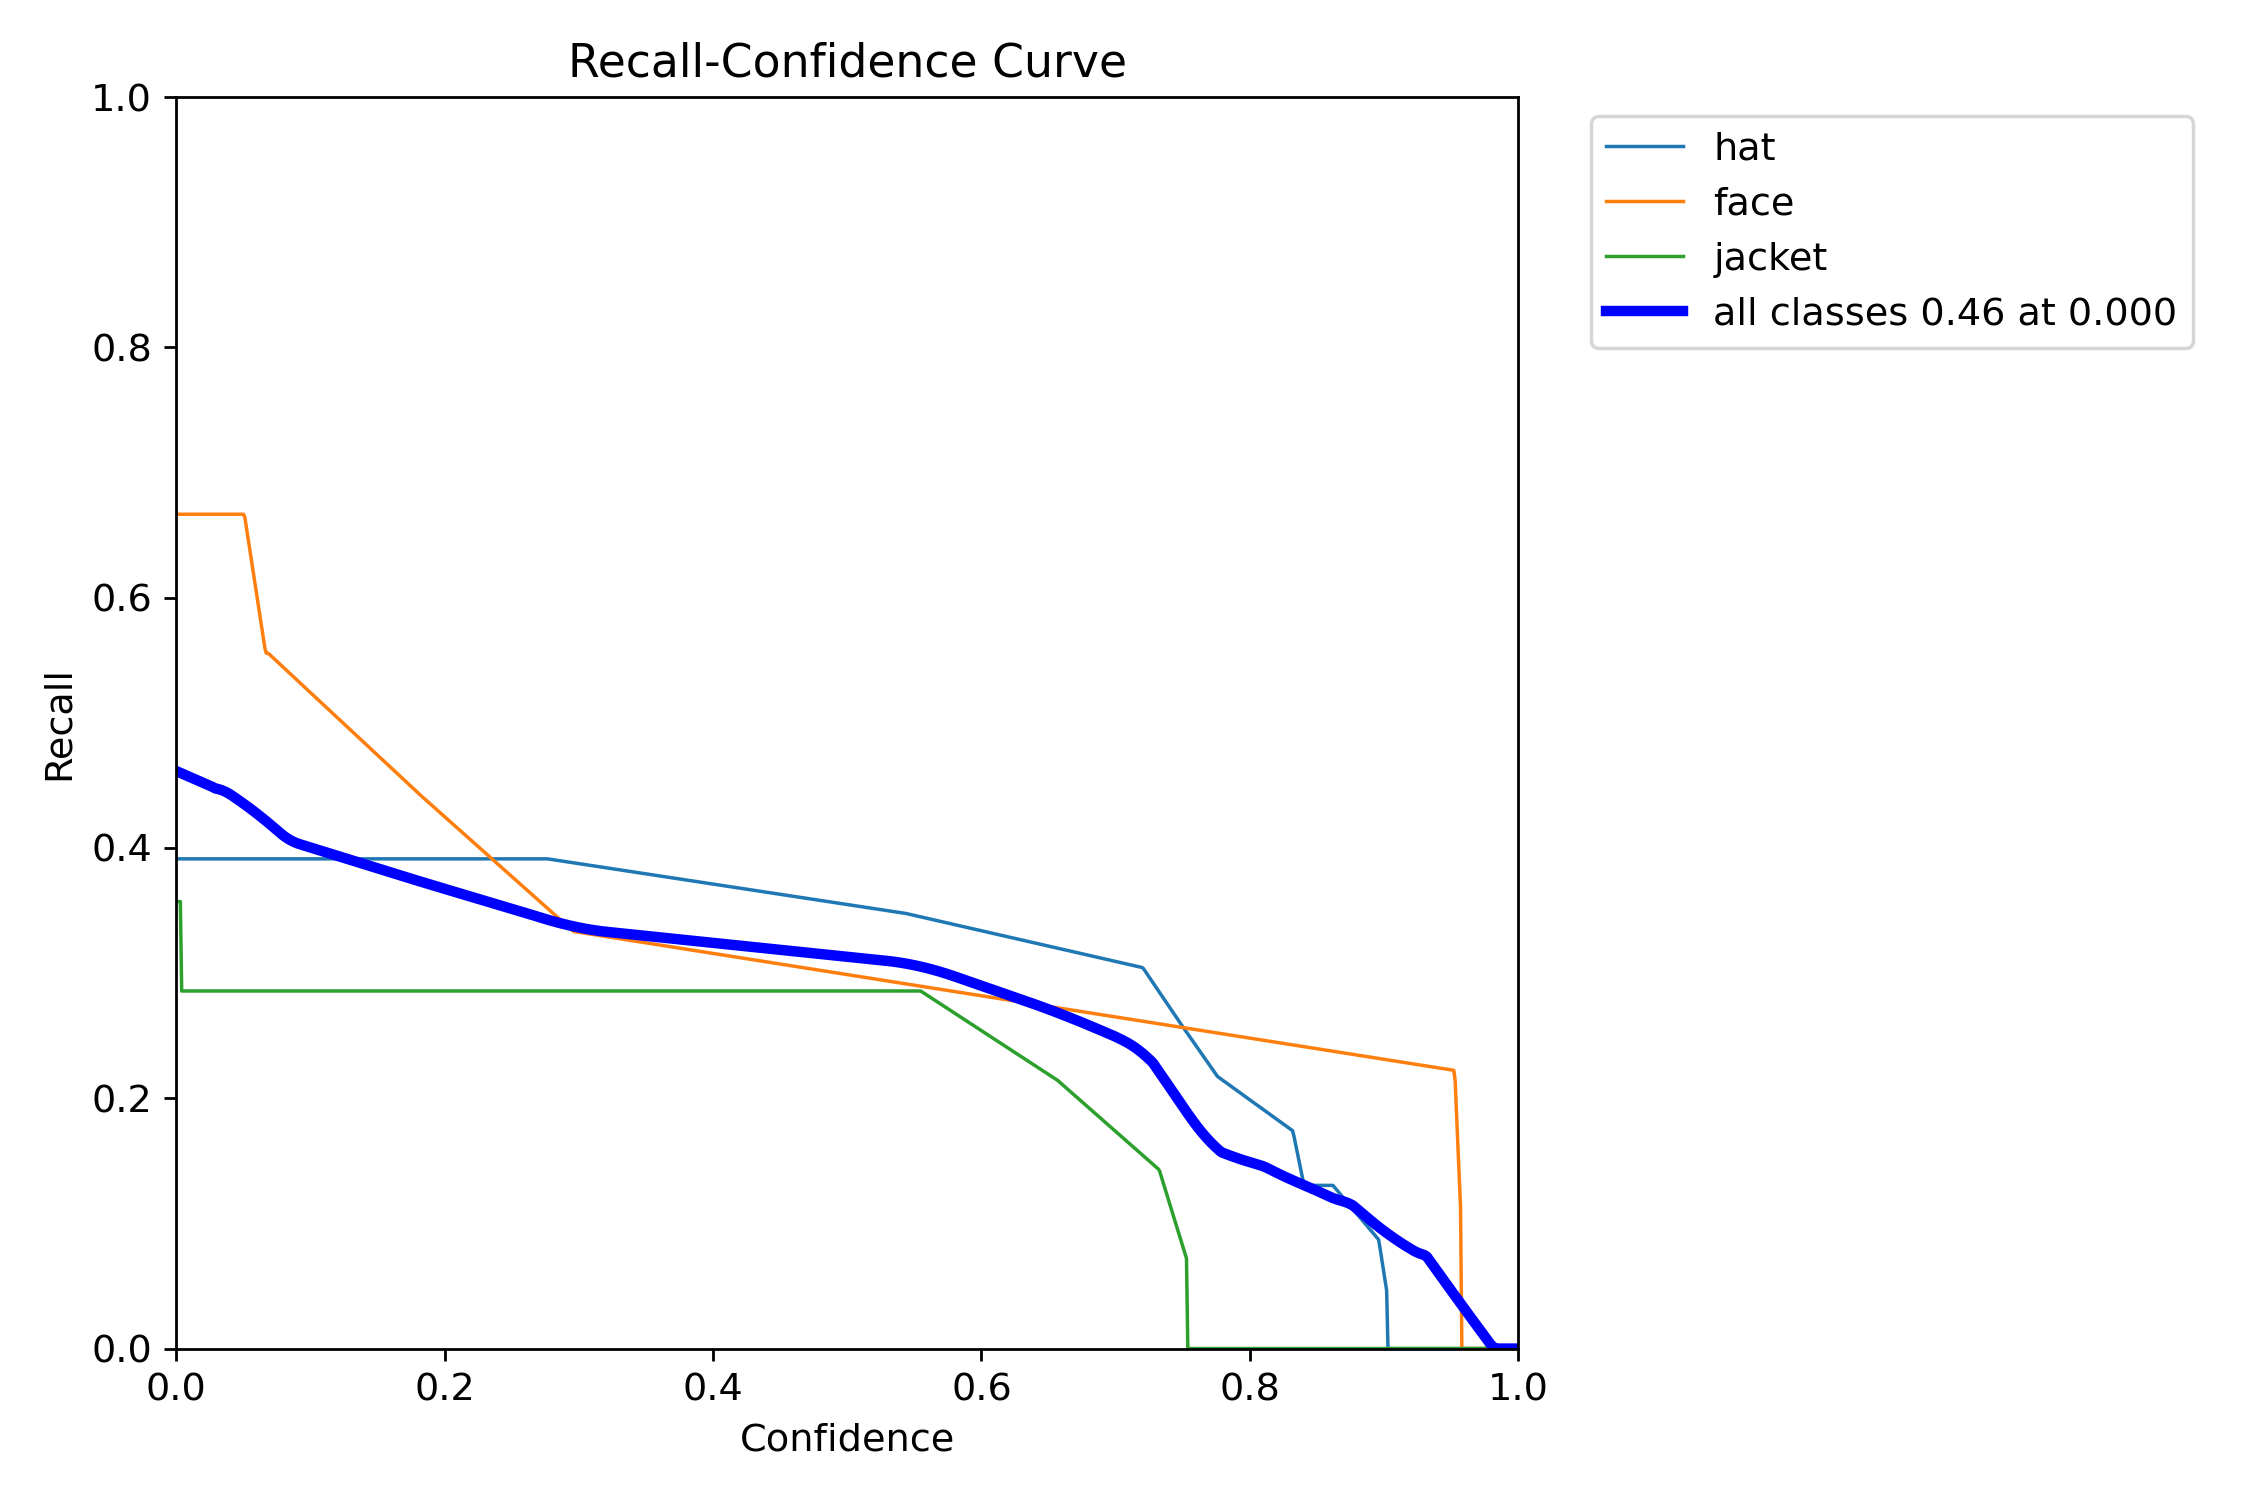 Recall-Confidence Curve
1.0
0.8
0.6
0.4
0.2
0.0
Recall
0.0 0.2 0.4 0.6 0.8 1.0
Confidence
hat
face
jacket
all classes 0.46 at 0.000